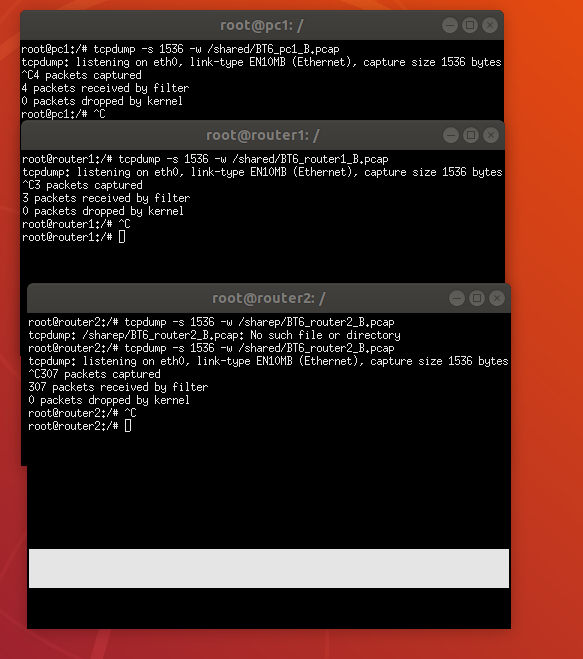 root@pc1: /
root@pc1:/# tcpdump -s 1536 -w /shared/BT6_pc1_B.pcap
tcpdump: listening on eth0, link-type EN10MB (Ethernet), capture size 1536 bytes
^C4 packets captured
4 packets received by filter
0 packets dropped by kernel
root@pc1:/# ^C
root@router1: /
root@router1:/# tcpdump -s 1536 -w /shared/BT6_router1_B.pcap
tcpdump: listening on eth0, link-type EN10MB (Ethernet), capture size 1536 bytes
^C3 packets captured
3 packets received by filter
0 packets dropped by kernel
root@router1:/# ^C
root@router1:/#
root@router2: /
root@router2:/# tcpdump -s 1536 -w /sharep/BT6_router2_B.pcap
tcpdump: /sharep/BT6_router2_B.pcap: No such file or directory
root@router2:/# tcpdump -s 1536 -w /shared/BT6_router2_B.pcap
tcpdump: listening on eth0, link-type EN10MB (Ethernet), capture size 1536 bytes
^C307 packets captured
307 packets received by filter
0 packets dropped by kernel
root@router2:/# ^C
root@router2:/#